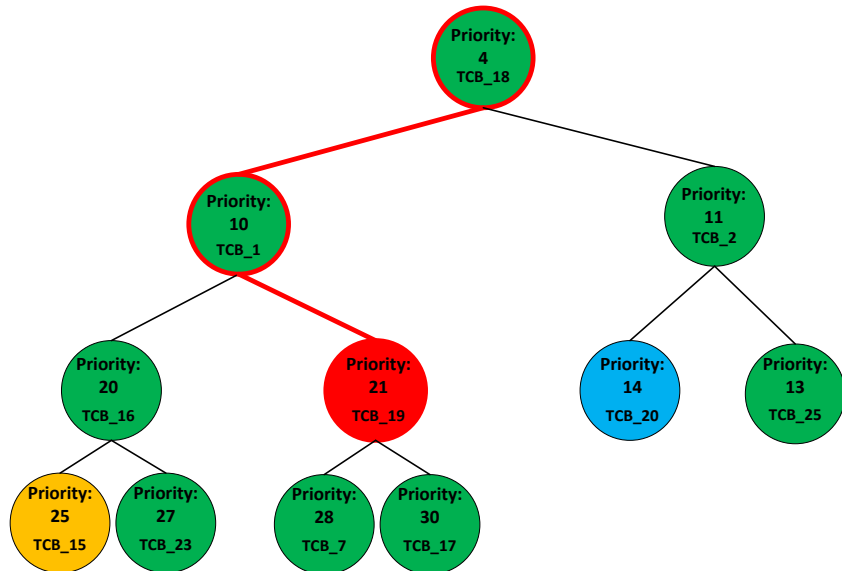 Priority:
4
TCB_18
Priority:
10
TCB_1
Priority:
11
TCB_2
Priority:
20
TCB_16
Priority:
21
TCB_19
Priority:
14
TCB_20
Priority:
13
TCB_25
Priority:
25
TCB_15
Priority:
27
TCB_23
Priority:
28
TCB_7
Priority:
30
TCB_17